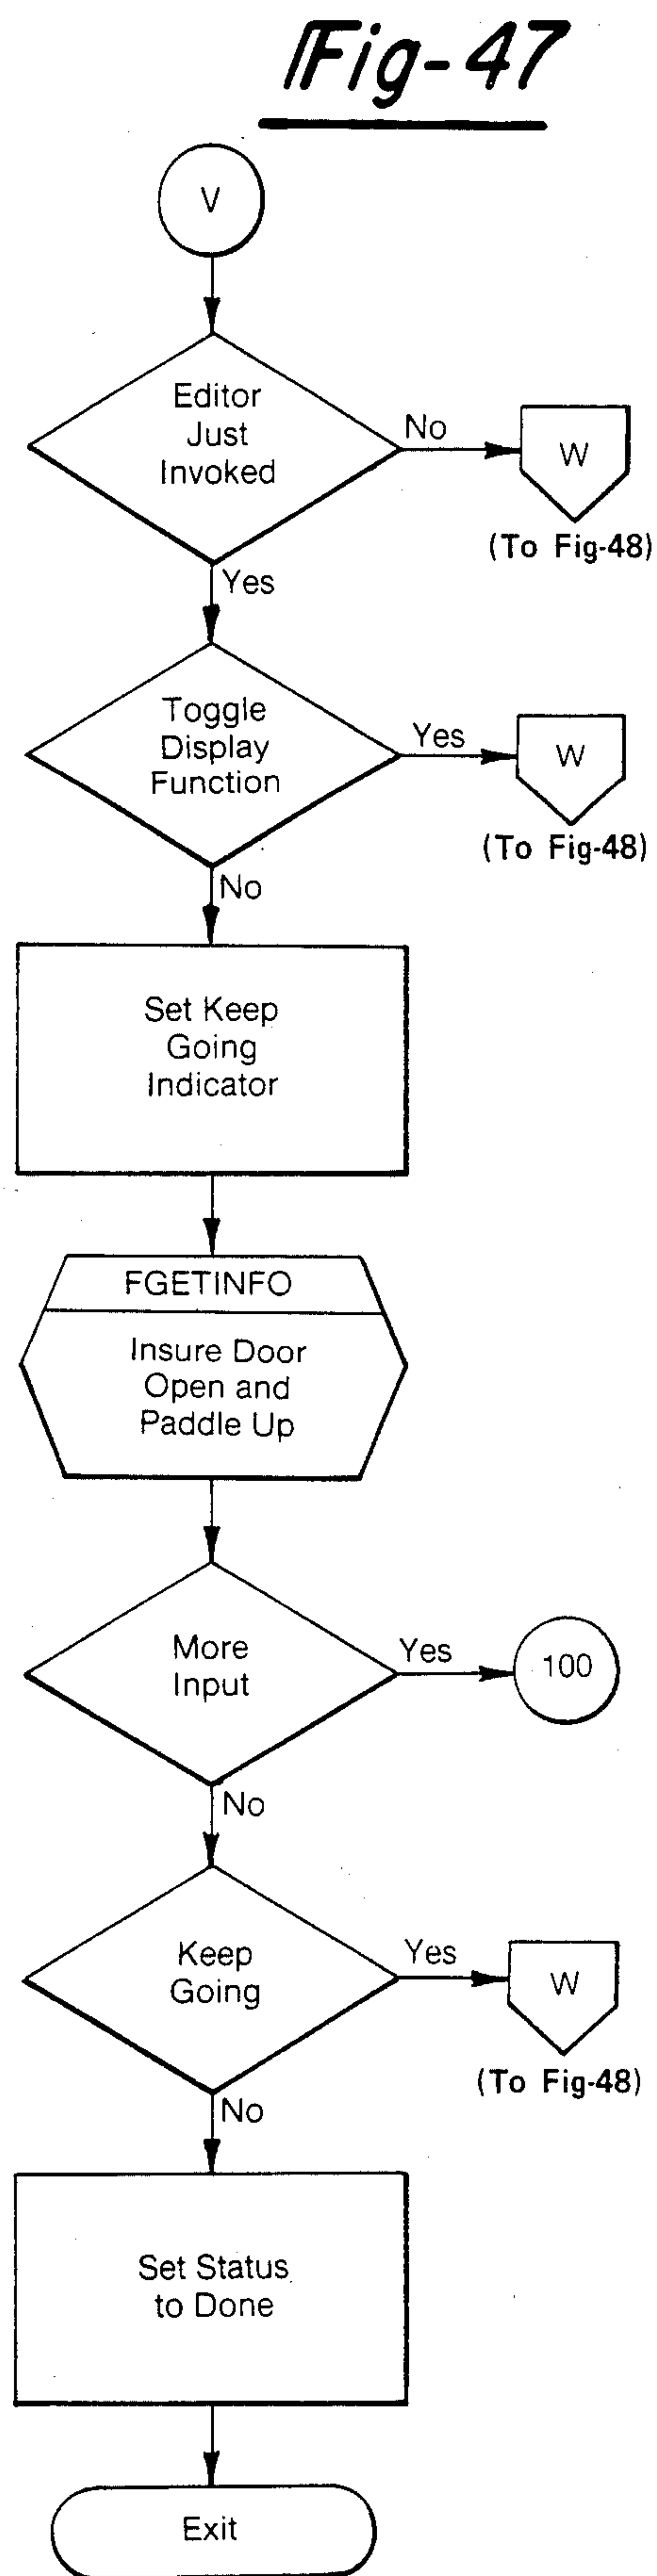 Fig-47
V
Editor
Just
Invoked
No
W
(To Fig-48)
Yes
Toggle
Display
Function
Yes
W
(To Fig-48)
No
Set Keep
Going
Indicator
FGETINFO
Insure Door
Open and
Paddle Up
More
Input
Yes
100
No
Keep
Going
Yes
W
(To Fig-48)
No
Set Status
to Done
Exit